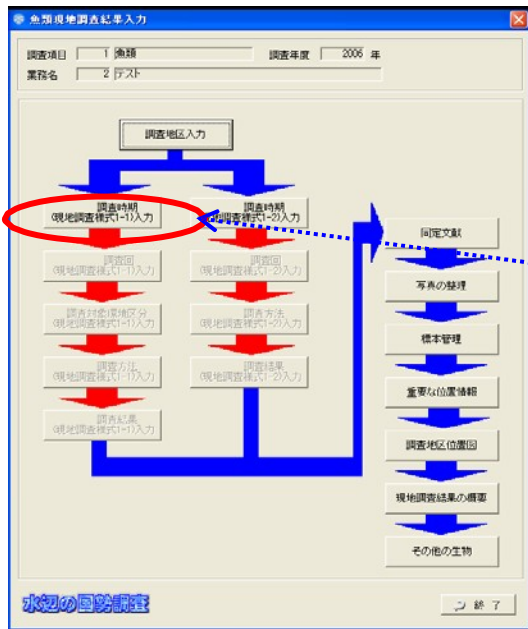 魚類現地調査結果入力
調査項目 1 魚類 調査年度 2006 年
業務名 2 テスト
調査地区入力
調査時期
(現地調査様式1-1)入力
調査回
(現地調査様式1-1)入力
調査対象環境区分
(現地調査様式1-1)入力
調査方法
(現地調査様式1-1)入力
調査結果
(現地調査様式1-1)入力
調査時期
(現地調査様式1-2)入力
調査回
(現地調査様式1-2)入力
調査方法
(現地調査様式1-2)入力
調査結果
(現地調査様式1-2)入力
同定文献
写真の整理
標本管理
重要な位置情報
調査地区位置図
現地調査結果の概要
その他の生物
水辺の国勢調査
終 了